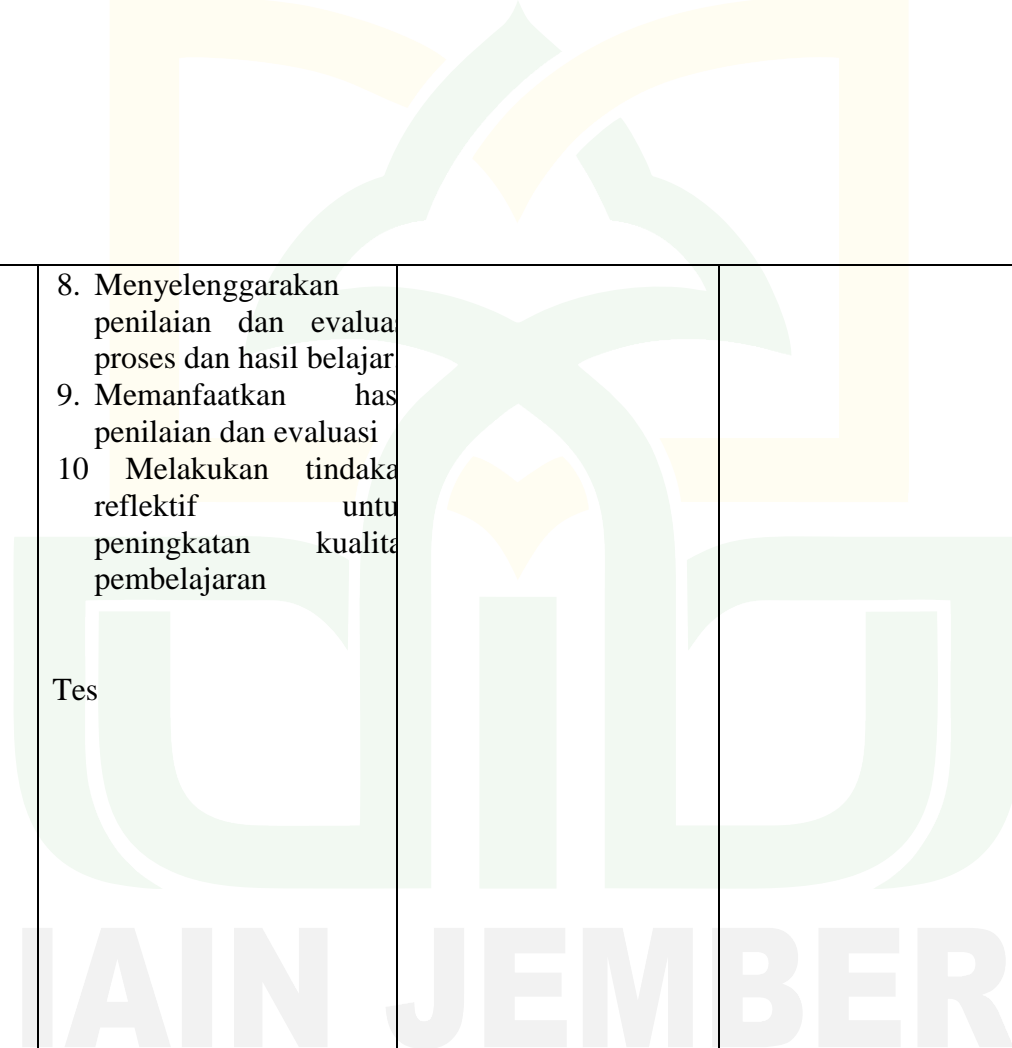 8. Menyelenggarakan
penilaian dan evalua
proses dan hasil belajar
9. Memanfaatkan has
penilaian dan evaluasi
10 Melakukan tindaka
reflektif untu
peningkatan kualita
pembelajaran
Tes
IAIN JEMBER